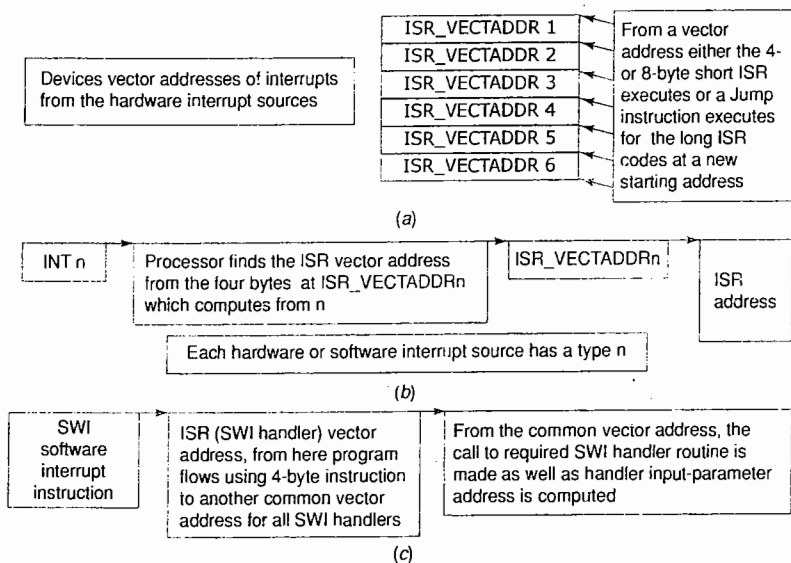 Devices vector addresses of interrupts
from the hardware interrupt sources
ISR_VECTADDR 1
ISR_VECTADDR 2
ISR_VECTADDR 3
ISR_VECTADDR 4
ISR_VECTADDR 5
ISR_VECTADDR 6
From a vector
address either the 4-
or 8-byte short ISR
executes or a Jump
instruction executes
for the long ISR
codes at a new
starting address
(a)
INT n
Processor finds the ISR vector address
from the four bytes at ISR_VECTADDRn
which computes from n
ISR_VECTADDRn
ISR
address
Each hardware or software interrupt source has a type n
(b)
SWI
software
interrupt
instruction
ISR (SWI handler) vector
address, from here program
flows using 4-byte instruction
to another common vector
address for all SWI handlers
From the common vector address, the
call to required SWI handler routine is
made as well as handler input-parameter
address is computed
(c)